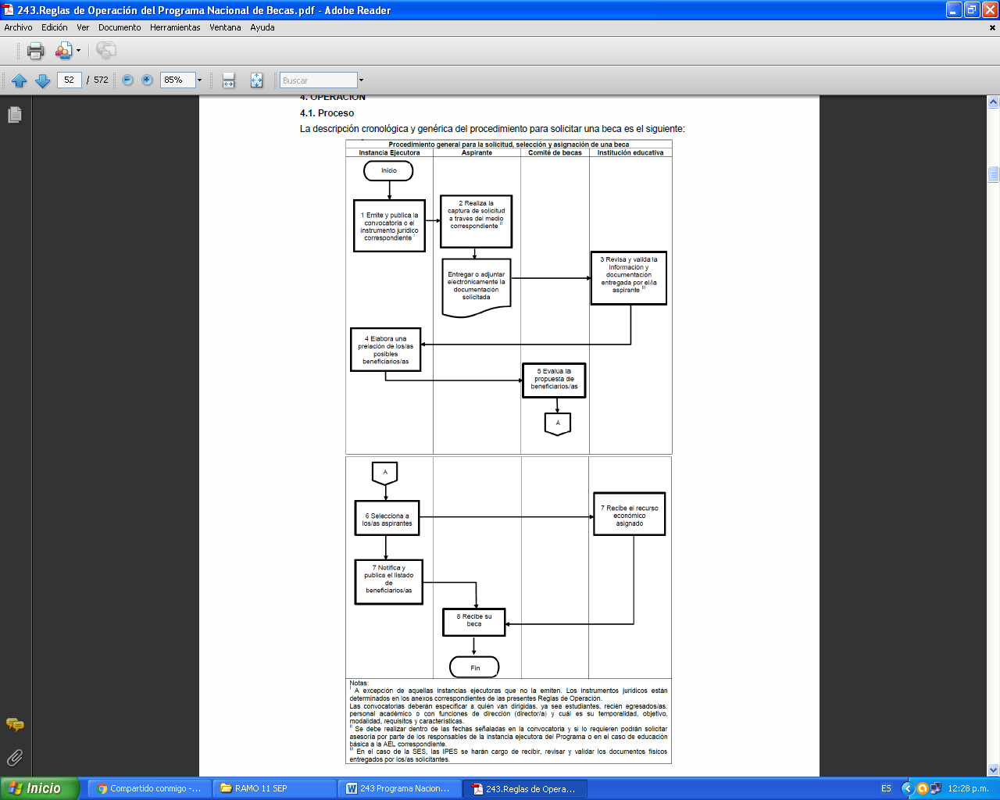 243.Reglas de Operación del Programa Nacional de Becas.pdf - Adobe Reader
Archivo Edición Ver Documento Herramientas Ventana Ayuda
52 / 572 85% Buscar
4. OPERACIÓN
4.1. Proceso
La descripción cronológica y genérica del procedimiento para solicitar una beca es el siguiente:
Procedimiento general para la solicitud, selección y asignación de una beca
Instancia Ejecutora Aspirante Comité de becas Institución educativa
Inicio
1 Emite y publica la
convocatoria o el
instrumento jurídico
correspondiente I
2 Realiza la
captura de solicitud
a través del medio
correspondiente II
Entregar o adjuntar
electrónicamente la
documentación
solicitada
3 Revisa y valida la
información y
documentación
entregada por el/la
aspirante III
4 Elabora una
prelación de los/as
posibles
beneficiarios/as
5 Evalúa la
propuesta de
beneficiarios/as
A
A
6 Selecciona a
los/as aspirantes
7 Recibe el recurso
económico
asignado
7 Notifica y
publica el listado
de
beneficiarios/as
8 Recibe su
beca
Fin
Notas:
I A excepción de aquellas instancias ejecutoras que no la emiten. Los instrumentos jurídicos están
determinados en los anexos correspondientes de las presentes Reglas de Operación.
Las convocatorias deberán especificar a quién van dirigidas, ya sea estudiantes, recién egresados/as,
personal académico o con funciones de dirección (director/a) y cuál es su temporalidad, objetivo,
modalidad, requisitos y características.
II Se debe realizar dentro de las fechas señaladas en la convocatoria y si lo requieren podrán solicitar
asesoría por parte de los responsables de la instancia ejecutora del Programa o en el caso de educación
básica a la AEL correspondiente.
III En el caso de la SES, las IPES se harán cargo de recibir, revisar y validar los documentos físicos
entregados por los/as solicitantes.
Inicio Compartido conmigo -... RAMO 11 SEP 243 Programa Nacion... 243.Reglas de Opera... ES 12:28 p.m.